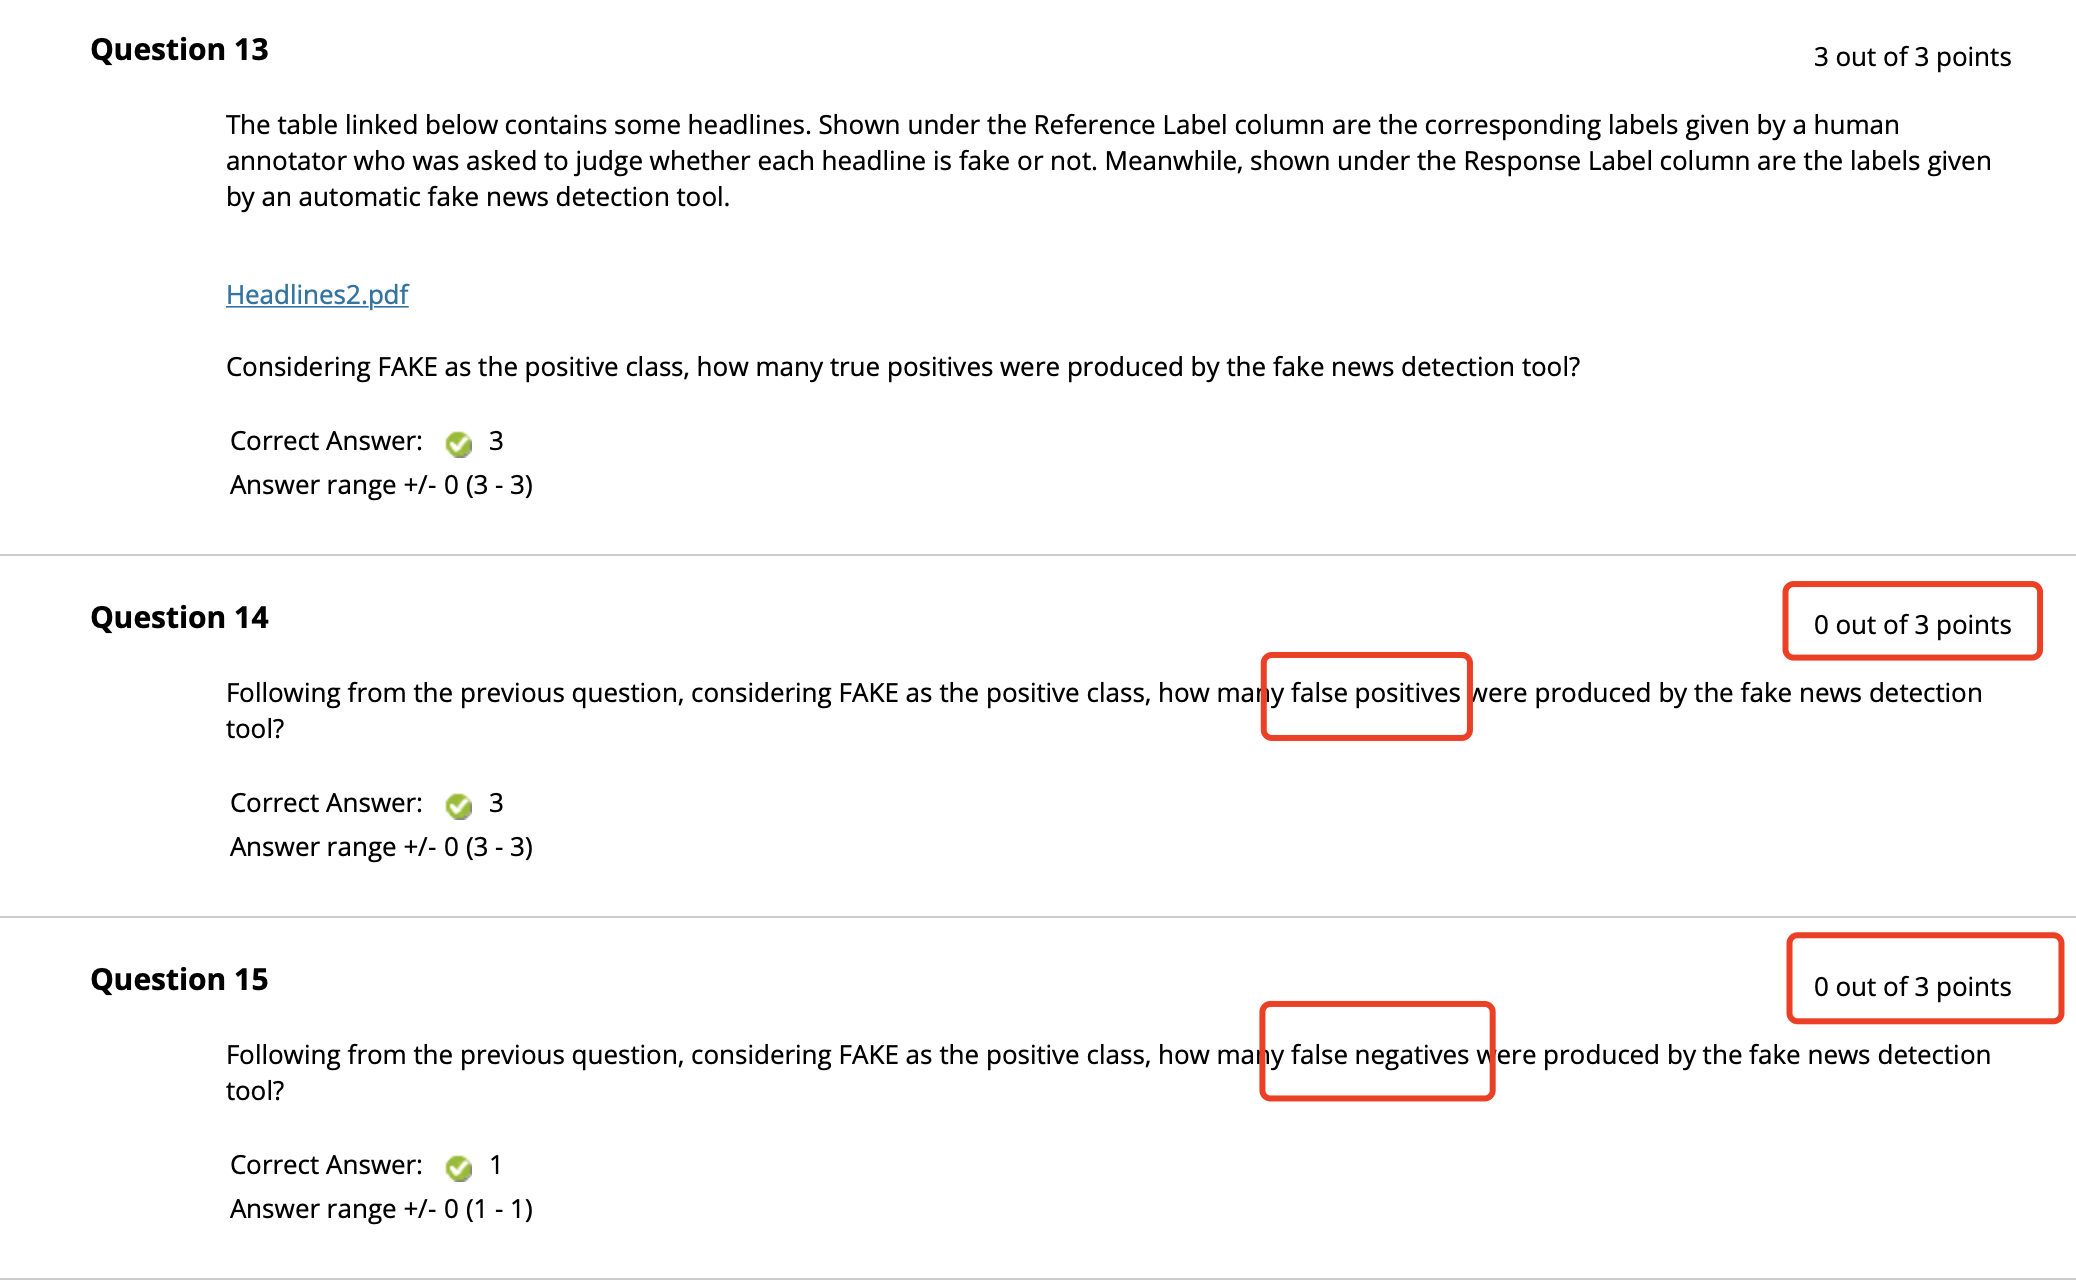 Question 13
3 out of 3 points
The table linked below contains some headlines. Shown under the Reference Label column are the corresponding labels given by a human
annotator who was asked to judge whether each headline is fake or not. Meanwhile, shown under the Response Label column are the labels given
by an automatic fake news detection tool.
Headlines2.pdf
Considering FAKE as the positive class, how many true positives were produced by the fake news detection tool?
Correct Answer: 3
Answer range +/- 0 (3 - 3)
Question 14
0 out of 3 points
Following from the previous question, considering FAKE as the positive class, how many false positives were produced by the fake news detection
tool?
Correct Answer: 3
Answer range +/- 0 (3 - 3)
Question 15
0 out of 3 points
Following from the previous question, considering FAKE as the positive class, how many false negatives were produced by the fake news detection
tool?
Correct Answer: 1
Answer range +/- 0 (1 - 1)